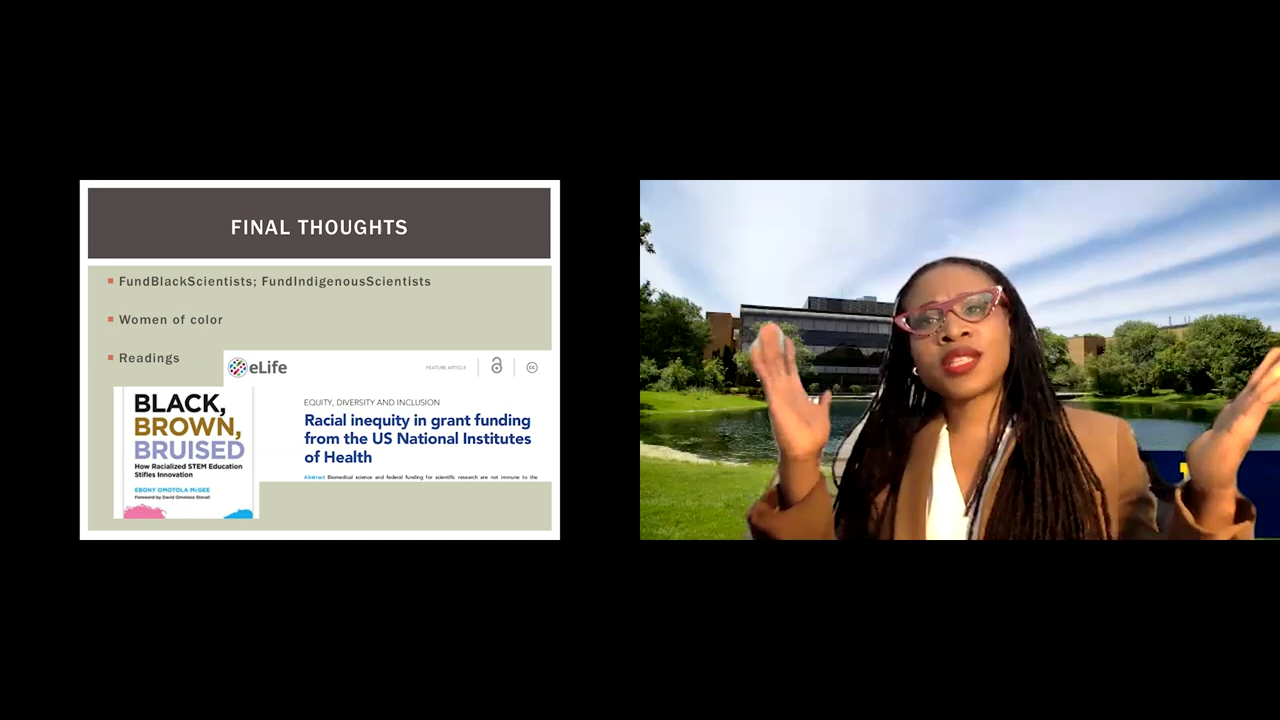 FINAL THOUGHTS
FundBlackScientists; FundIndigenousScientists
Women of color
Readings
eLife
FEATURE ARTICLE
cc
EQUITY, DIVERSITY AND INCLUSION
Racial inequity in grant funding
from the US National Institutes
of Health
Abstract Biomedical science and federal funding for scientific research are not immune to the
BLACK,
BROWN,
BRUISED
How Racialized STEM Education
Stifles Innovation
EBONY OMOTOLA McGEE
Foreword by David Omotoso Stovall